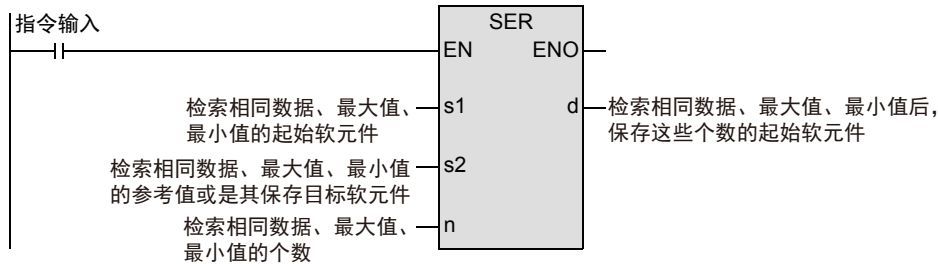 指令输入
SER
EN ENO
检索相同数据、最大值、
最小值的起始软元件
s1
d
检索相同数据、最大值、最小值后，
保存这些个数的起始软元件
检索相同数据、最大值、最小值
的参考值或是其保存目标软元件
s2
检索相同数据、最大值、
最小值的个数
n